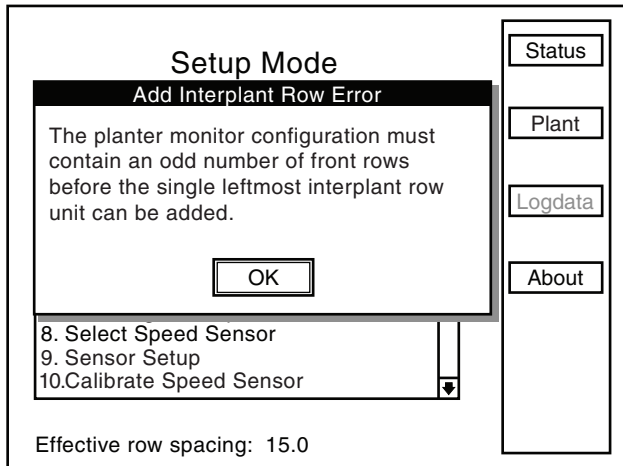 Setup Mode
Add Interplant Row Error
The planter monitor configuration must
contain an odd number of front rows
before the single leftmost interplant row
unit can be added.
OK
8. Select Speed Sensor
9. Sensor Setup
10.Calibrate Speed Sensor
Effective row spacing: 15.0
Status
Plant
Logdata
About